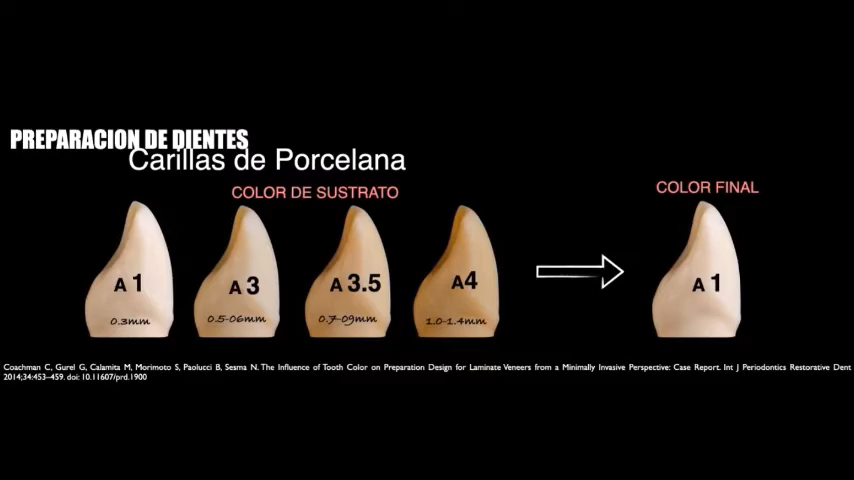 PREPARACION DE DIENTES
Carillas de Porcelana
COLOR DE SUSTRATO
COLOR FINAL
A 1
A 3
A 3.5
A4
A 1
0.3mm
0.5-06mm
0.7-09mm
1.0-1.4mm
Coachman C, Gurel G, Calamita M, Morimoto S, Paolucci B, Sesma N. The Influence of Tooth Color on Preparation Design for Laminate Veneers from a Minimally Invasive Perspective: Case Report. Int J Periodontics Restorative Dent
2014;34:453–459. doi: 10.11607/prd.1900